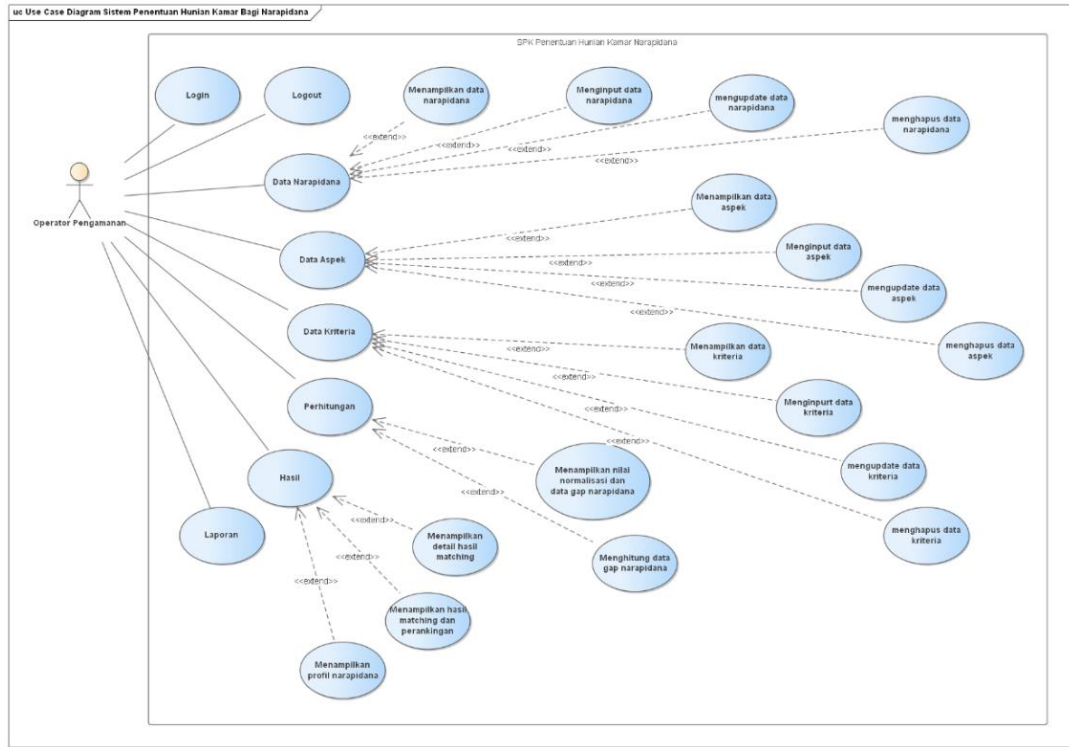 uc Use Case Diagram Sistem Penentuan Hunian Kamar Bagi Narapidana
SPK Penentuan Hunian Kamar Narapidana
Login
Logout
Menampilkan data
narapidana
Menginput data
narapidana
mengupdate data
narapidana
menghapus data
narapidana
<<extend>>
<<extend>>
<<extend>>
<<extend>>
Data Narapidana
Operator Pengamanan
Menampilkan data
aspek
<<extend>>
Data Aspek
Menginput data
aspek
<<extend>>
mengupdate data
aspek
<<extend>>
<<extend>>
menghapus data
aspek
Data Kriteria
<<extend>>
Menampilkan data
kriteria
<<extend>>
Menginpurt data
kriteria
<<extend>>
Perhitungan
<<extend>>
mengupdate data
kriteria
<<extend>>
Menampilkan nilai
normalisasi dan
data gap narapidana
Hasil
<<extend>>
menghapus data
kriteria
Laporan
<<extend>>
Menampilkan
detail hasil
matching
Menghitung data
gap narapidana
<<extend>>
<<extend>>
Menampilkan hasil
matching dan
perankingan
Menampilkan
profil narapidana